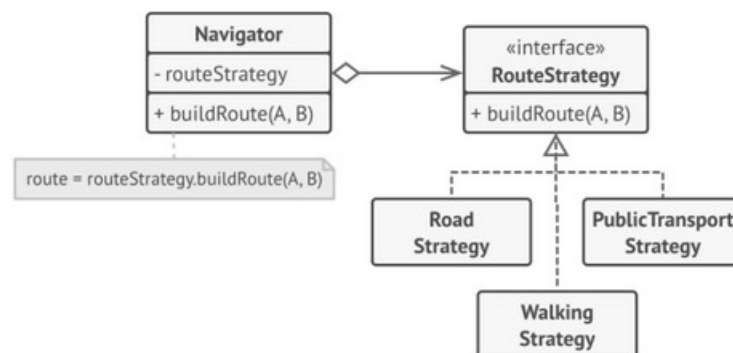 Navigator
- routeStrategy
+ buildRoute(A, B)
route = routeStrategy.buildRoute(A, B)
«interface»
RouteStrategy
+ buildRoute(A, B)
Road
Strategy
PublicTransport
Strategy
Walking
Strategy